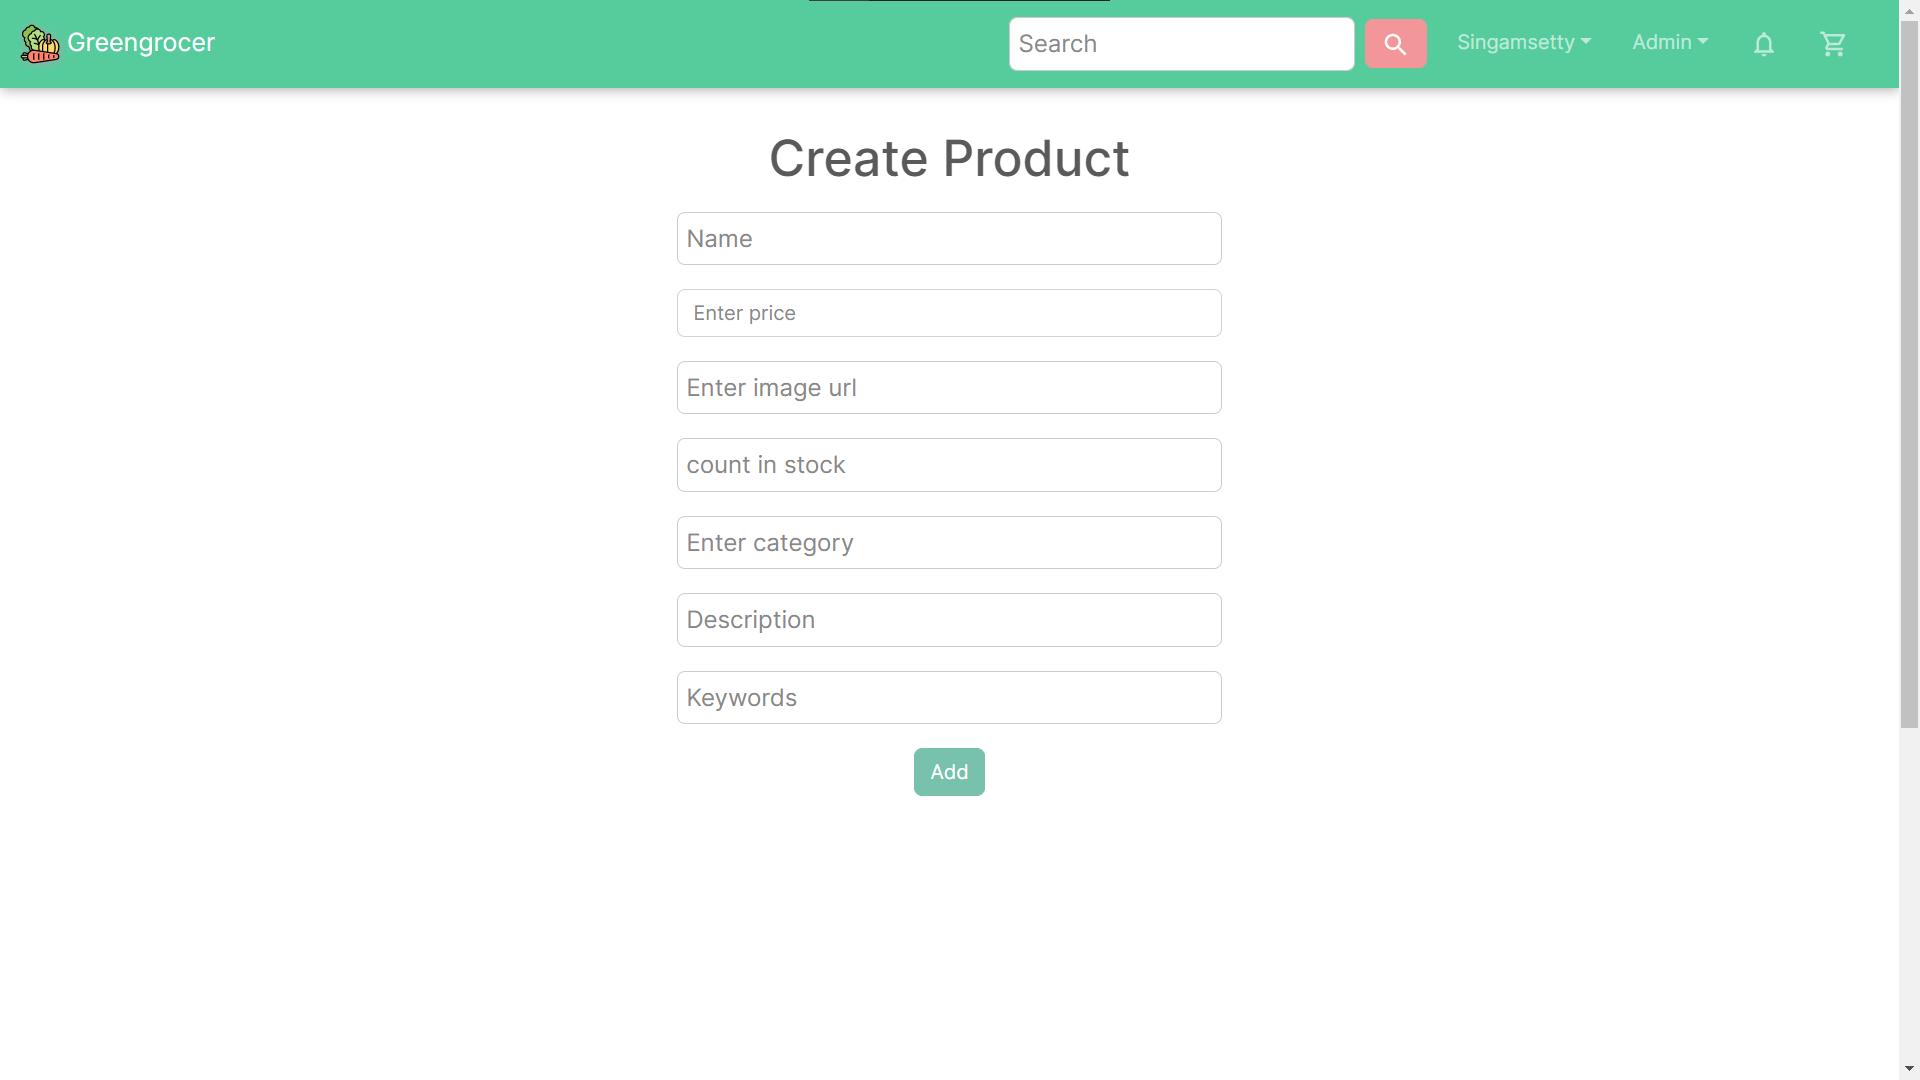 Greengrocer
Search
Singamsetty
Admin
Create Product
Name
Enter price
Enter image url
count in stock
Enter category
Description
Keywords
Add